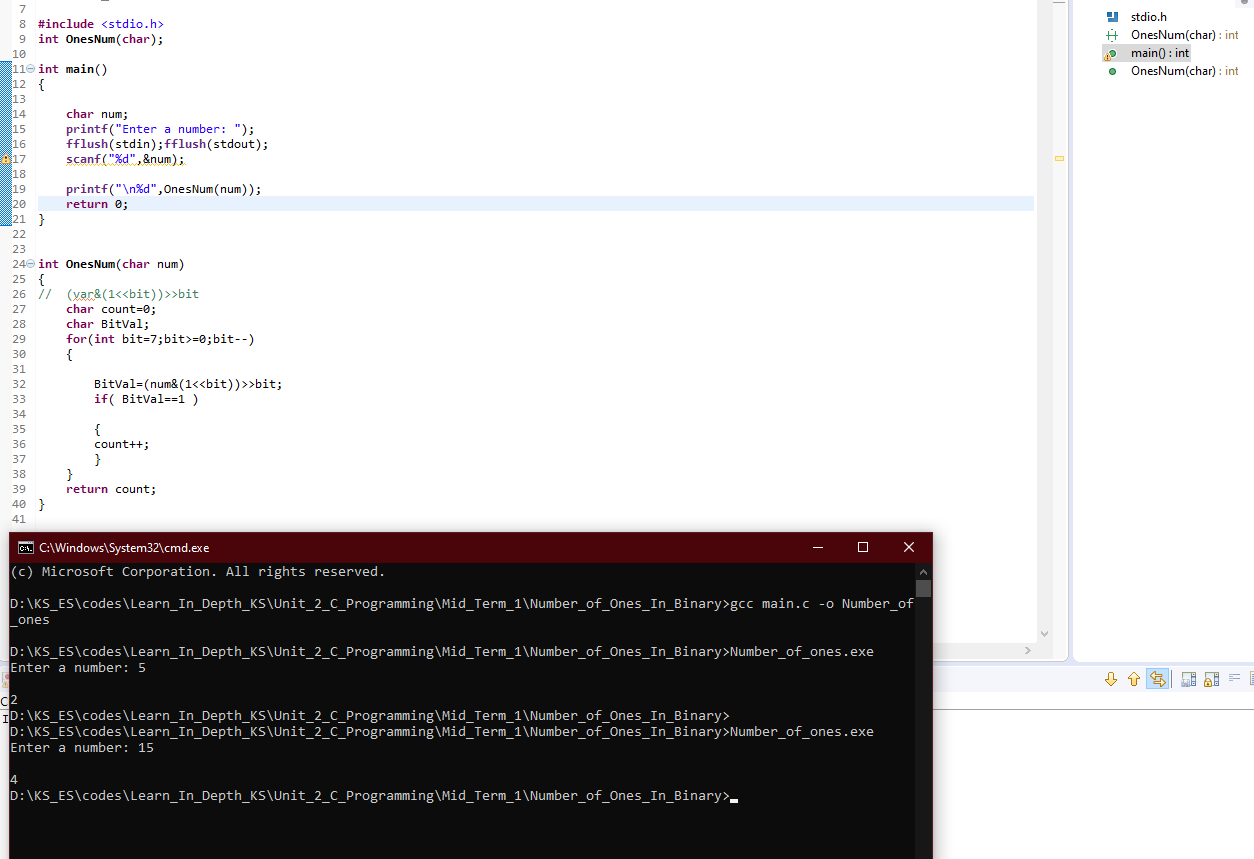 7
8 #include <stdio.h>
9 int OnesNum(char);
10
11 int main()
12 {
13
14 char num;
15 printf("Enter a number: ");
16 fflush(stdin);fflush(stdout);
17 scanf("%d",&num);
18
19 printf("\n%d",OnesNum(num));
20 return 0;
21 }
22
23
24 int OnesNum(char num)
25 {
26 // (var&(1<<bit))>>bit
27 char count=0;
28 char BitVal;
29 for(int bit=7;bit>=0;bit--)
30 {
31
32 BitVal=(num&(1<<bit))>>bit;
33 if( BitVal==1 )
34
35 {
36 count++;
37 }
38 }
39 return count;
40 }
41
stdio.h
OnesNum(char) : int
main() : int
OnesNum(char) : int
C:\Windows\System32\cmd.exe
(c) Microsoft Corporation. All rights reserved.
D:\KS_ES\codes\Learn_In_Depth_KS\Unit_2_C_Programming\Mid_Term_1\Number_of_Ones_In_Binary>gcc main.c -o Number_of
_ones
D:\KS_ES\codes\Learn_In_Depth_KS\Unit_2_C_Programming\Mid_Term_1\Number_of_Ones_In_Binary>Number_of_ones.exe
Enter a number: 5
2
D:\KS_ES\codes\Learn_In_Depth_KS\Unit_2_C_Programming\Mid_Term_1\Number_of_Ones_In_Binary>
D:\KS_ES\codes\Learn_In_Depth_KS\Unit_2_C_Programming\Mid_Term_1\Number_of_Ones_In_Binary>Number_of_ones.exe
Enter a number: 15
4
D:\KS_ES\codes\Learn_In_Depth_KS\Unit_2_C_Programming\Mid_Term_1\Number_of_Ones_In_Binary>